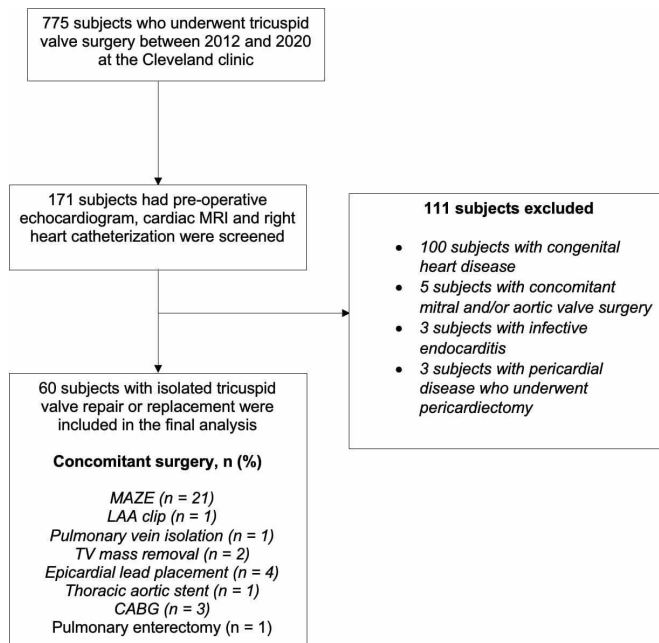 775 subjects who underwent tricuspid
valve surgery between 2012 and 2020
at the Cleveland clinic
171 subjects had pre-operative
echocardiogram, cardiac MRI and right
heart catheterization were screened
111 subjects excluded
• 100 subjects with congenital
heart disease
• 5 subjects with concomitant
mitral and/or aortic valve surgery
• 3 subjects with infective
endocarditis
• 3 subjects with pericardial
disease who underwent
pericardiectomy
60 subjects with isolated tricuspid
valve repair or replacement were
included in the final analysis
Concomitant surgery, n (%)
MAZE (n = 21)
LAA clip (n = 1)
Pulmonary vein isolation (n = 1)
TV mass removal (n = 2)
Epicardial lead placement (n = 4)
Thoracic aortic stent (n = 1)
CABG (n = 3)
Pulmonary enterectomy (n = 1)